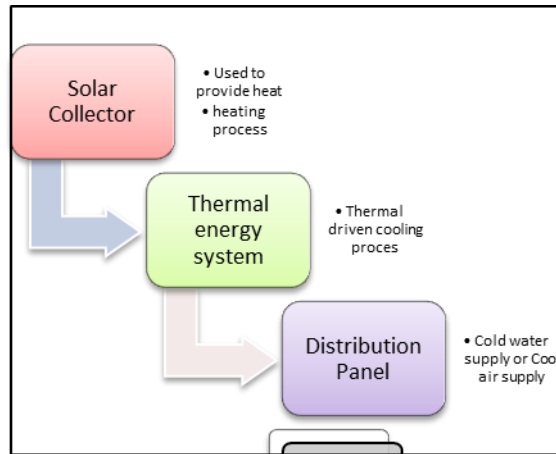 Solar
Collector
• Used to
provide heat
• heating
process
Thermal
energy
system
• Thermal
driven cooling
proces
Distribution
Panel
• Cold water
supply or Coo
air supply